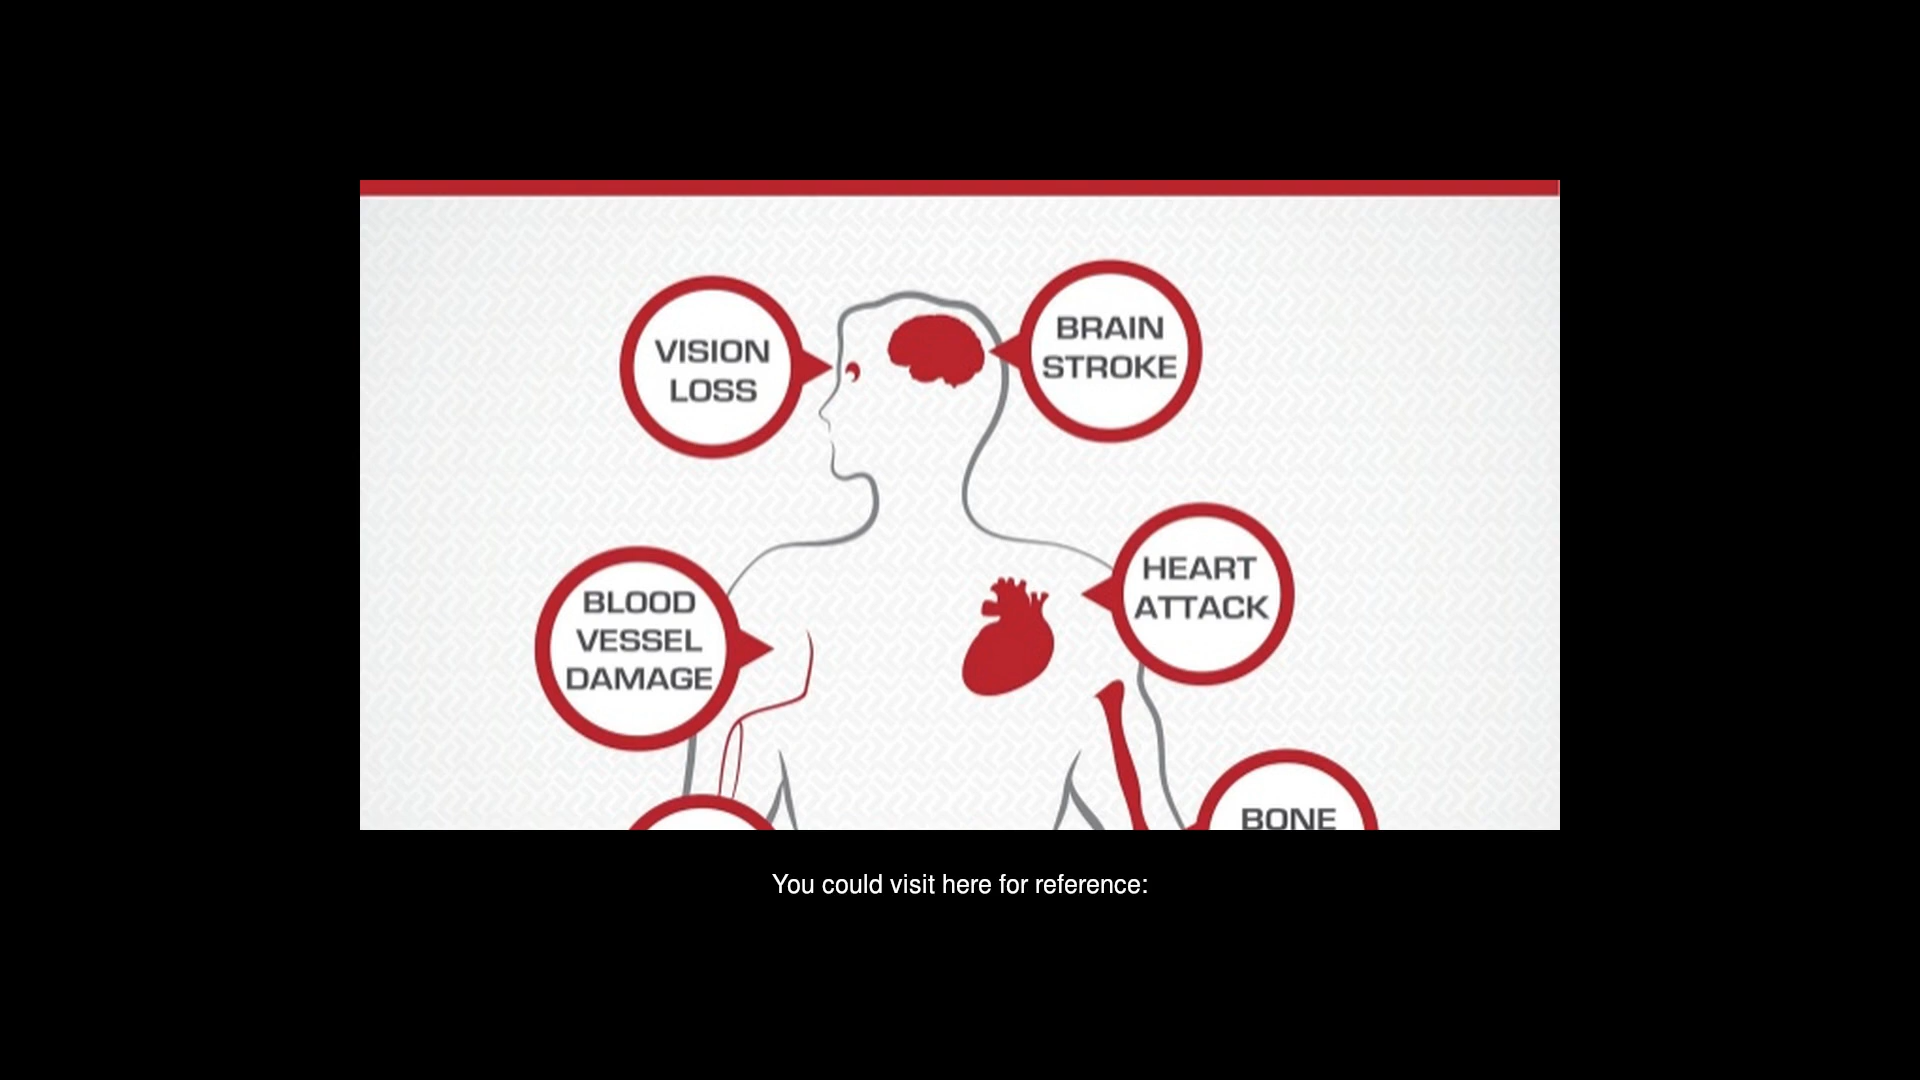 VISION
LOSS
BRAIN
STROKE
HEART
ATTACK
BLOOD
VESSEL
DAMAGE
BONE
You could visit here for reference: